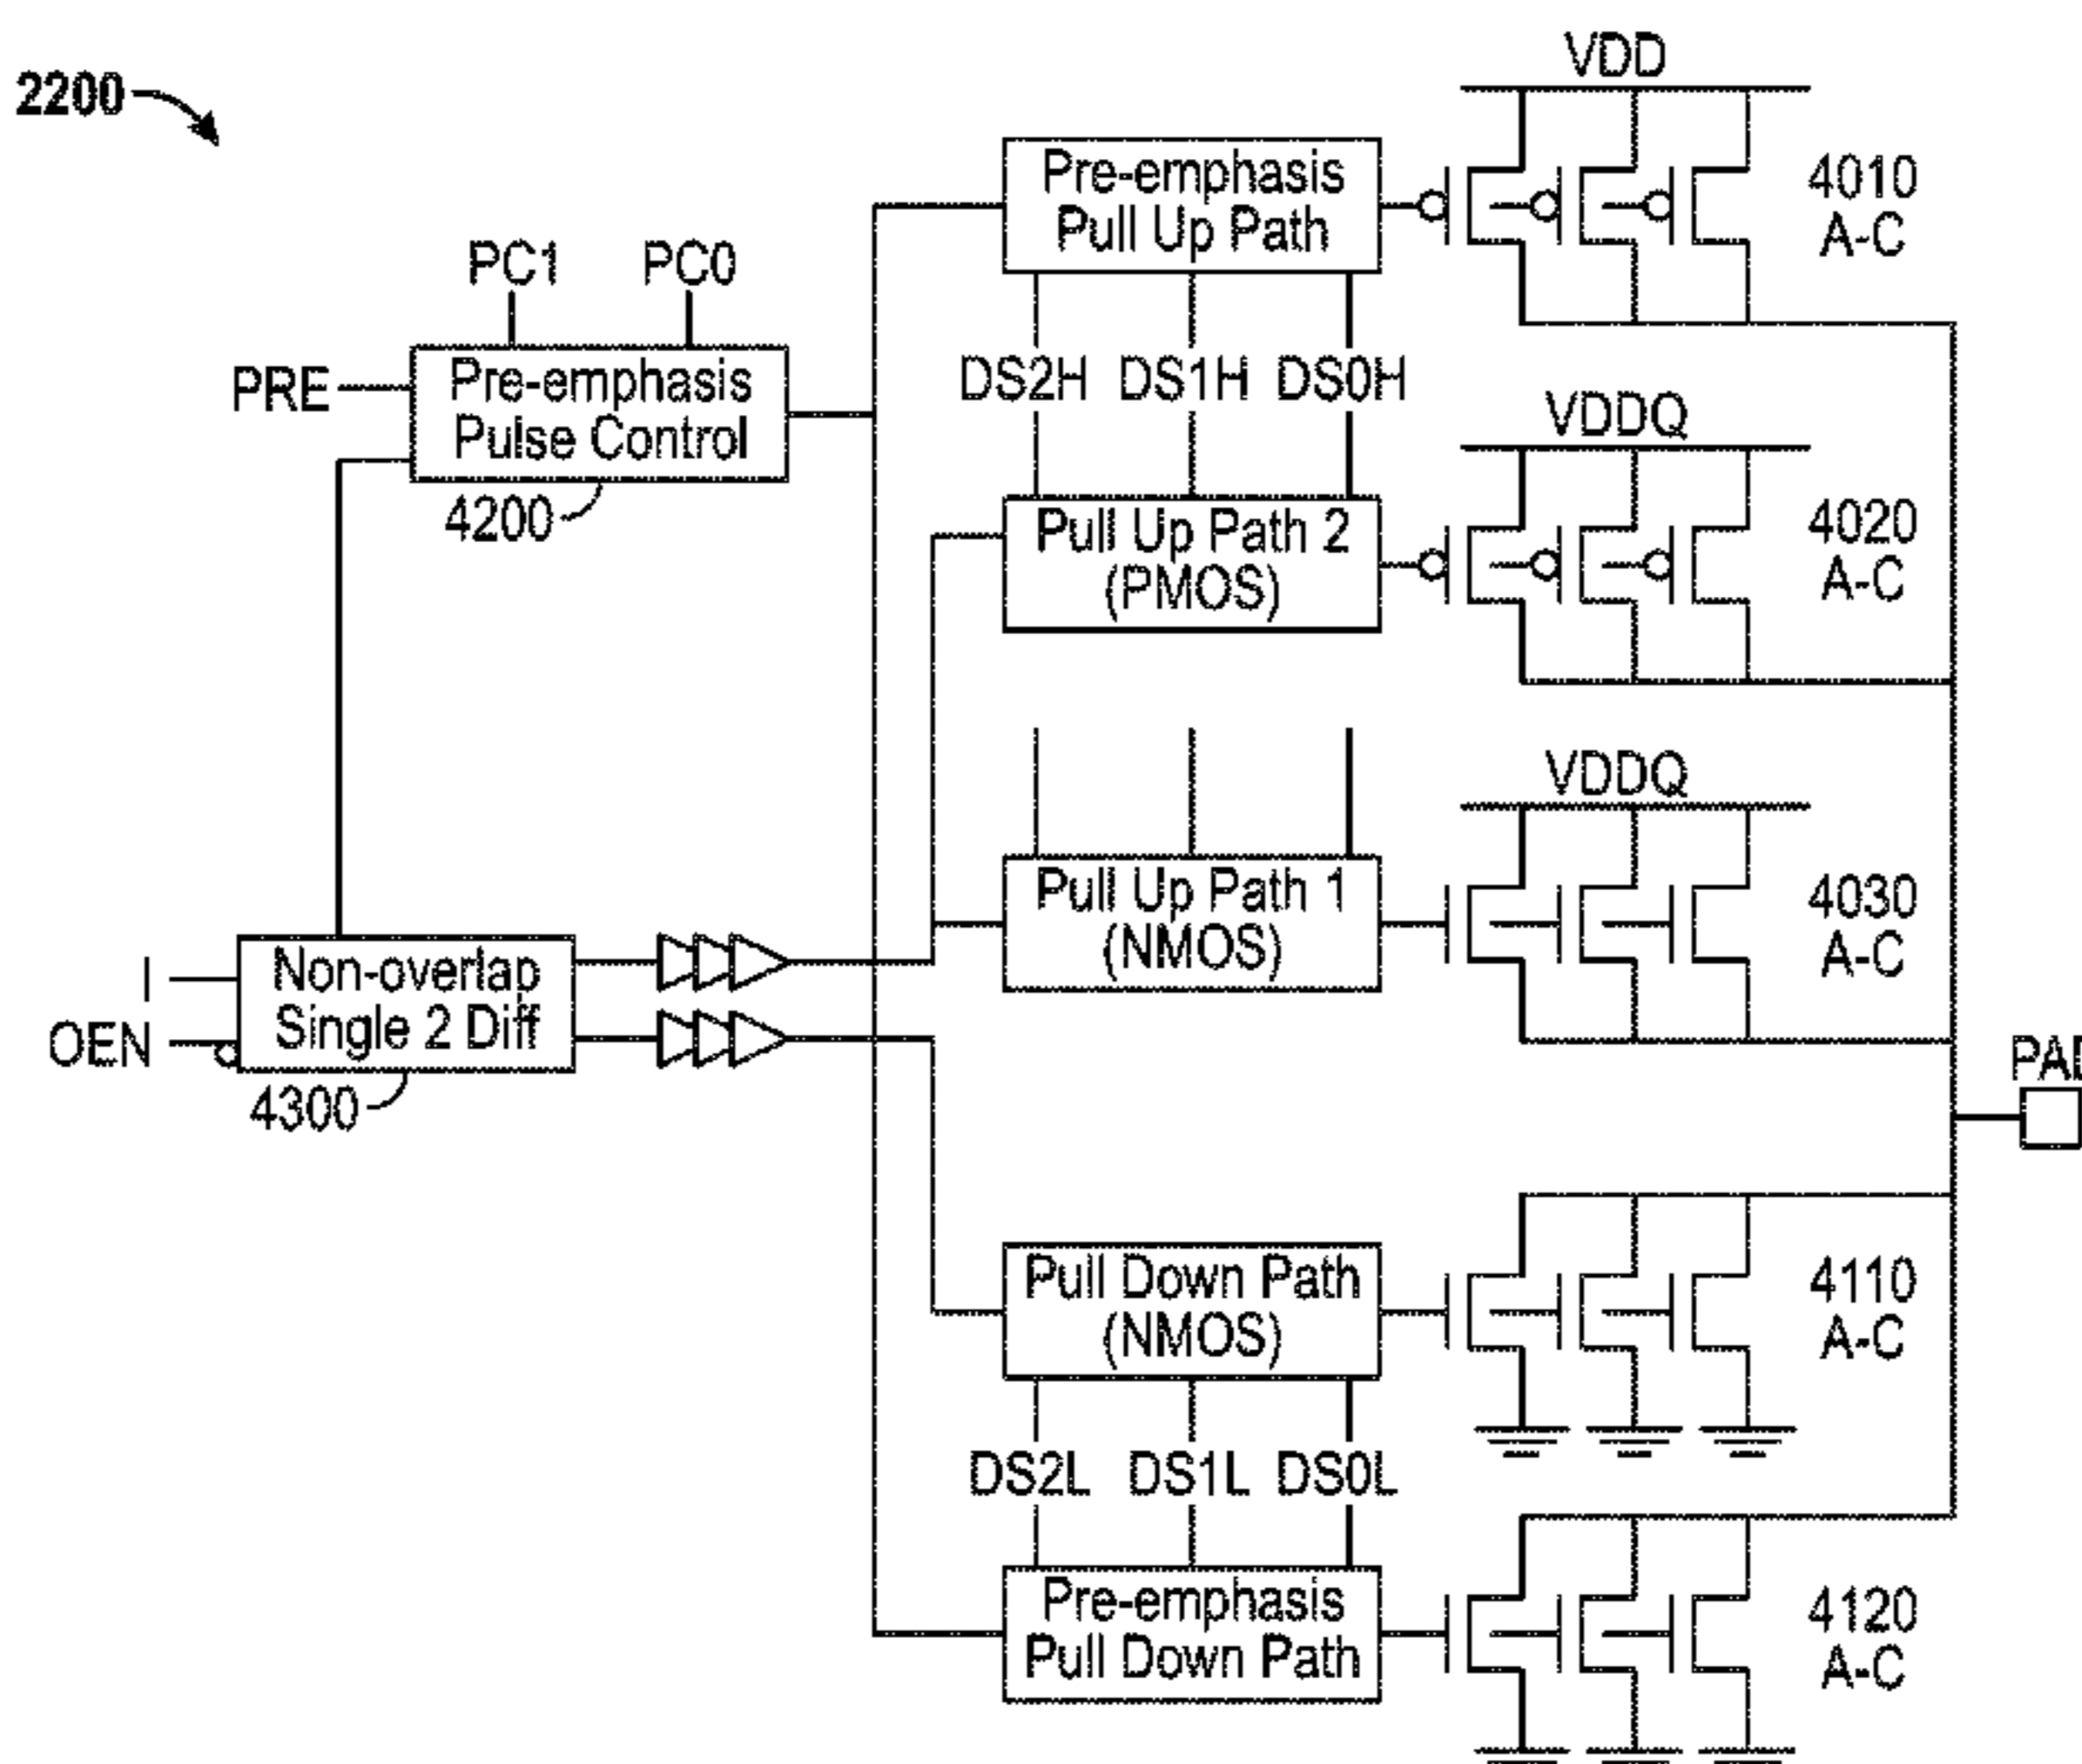 2200
VDD
Pre-emphasis
Pull Up Path
4010
A-C
PC1 PC0
PRE
Pre-emphasis
Pulse Control
4200
DS2H DS1H DS0H
VDDQ
Pull Up Path 2
(PMOS)
4020
A-C
VDDQ
Pull Up Path 1
(NMOS)
4030
A-C
I
OEN
Non-overlap
Single 2 Diff
4300
PAD
Pull Down Path
(NMOS)
4110
A-C
DS2L DS1L DS0L
Pre-emphasis
Pull Down Path
4120
A-C